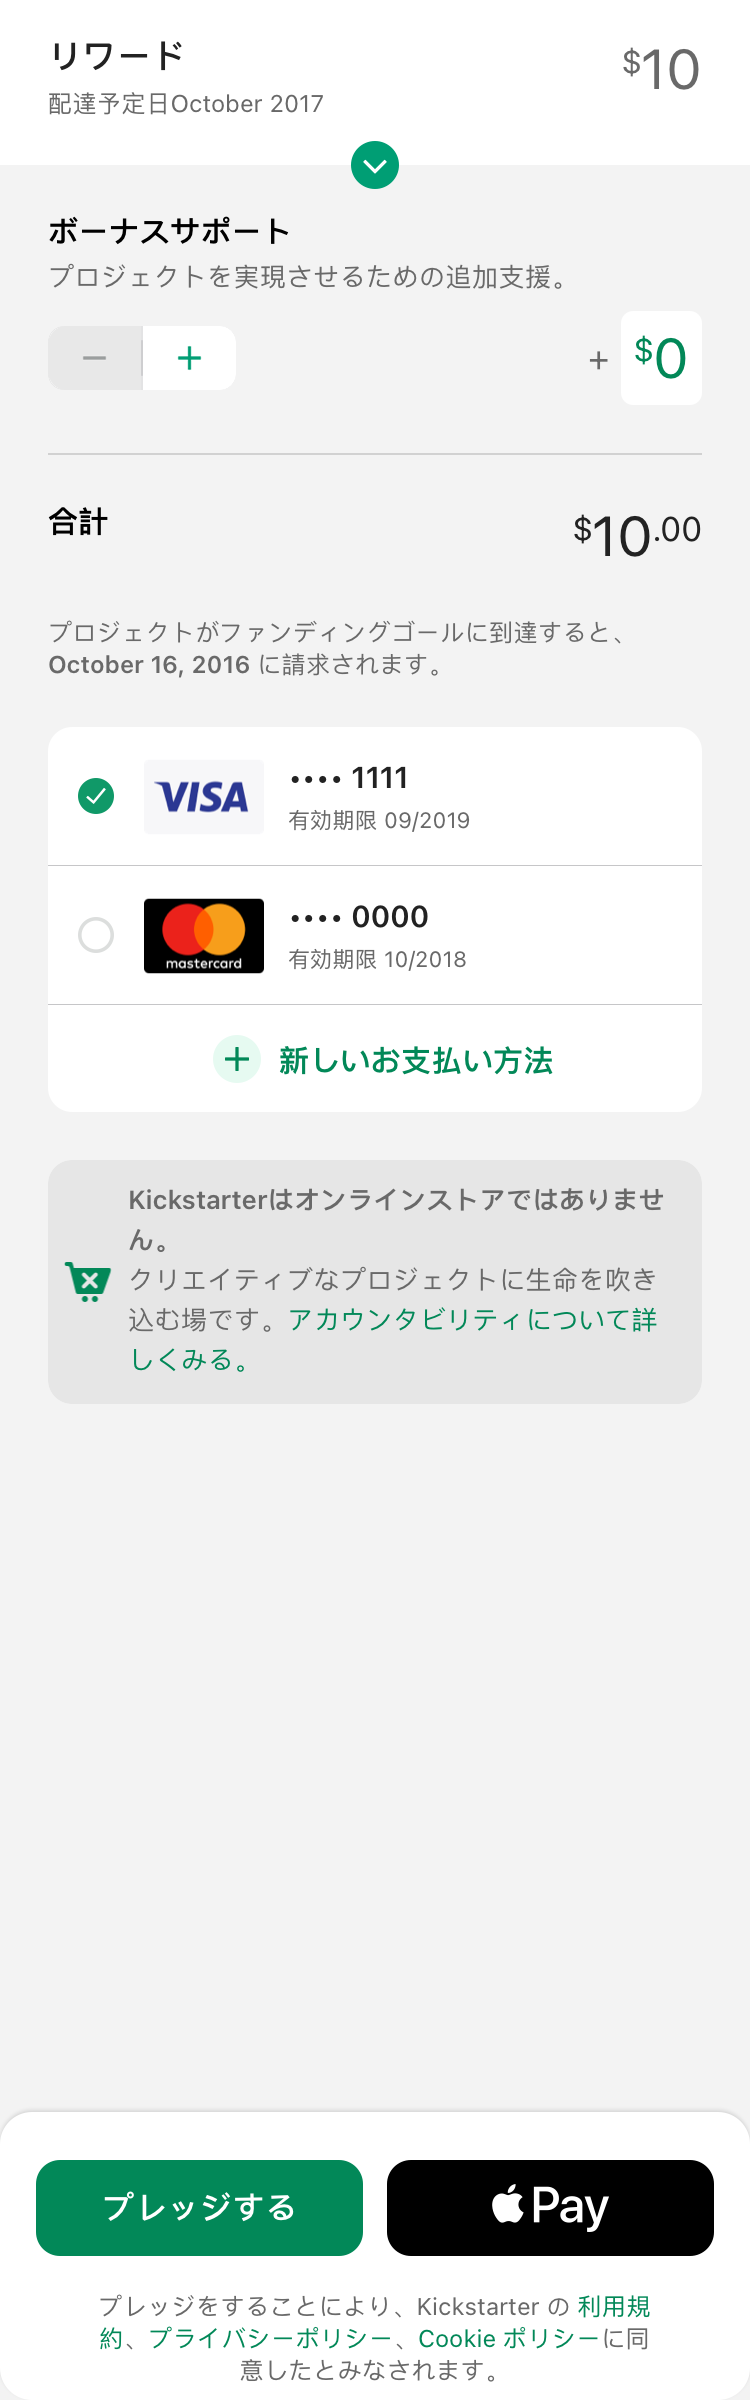 リワード
$10
配達予定日October 2017
ボーナスサポート
プロジェクトを実現させるための追加支援。
− +
+ $0
合計
$10.00
プロジェクトがファンディングゴールに到達すると、
October 16, 2016 に請求されます。
VISA
•••• 1111
有効期限 09/2019
mastercard
•••• 0000
有効期限 10/2018
+ 新しいお支払い方法
Kickstarterはオンラインストアではありませ
ん。
クリエイティブなプロジェクトに生命を吹き
込む場です。アカウンタビリティについて詳
しくみる。
プレッジする
Pay
プレッジをすることにより、Kickstarter の 利用規
約、プライバシーポリシー、Cookie ポリシーに同
意したとみなされます。